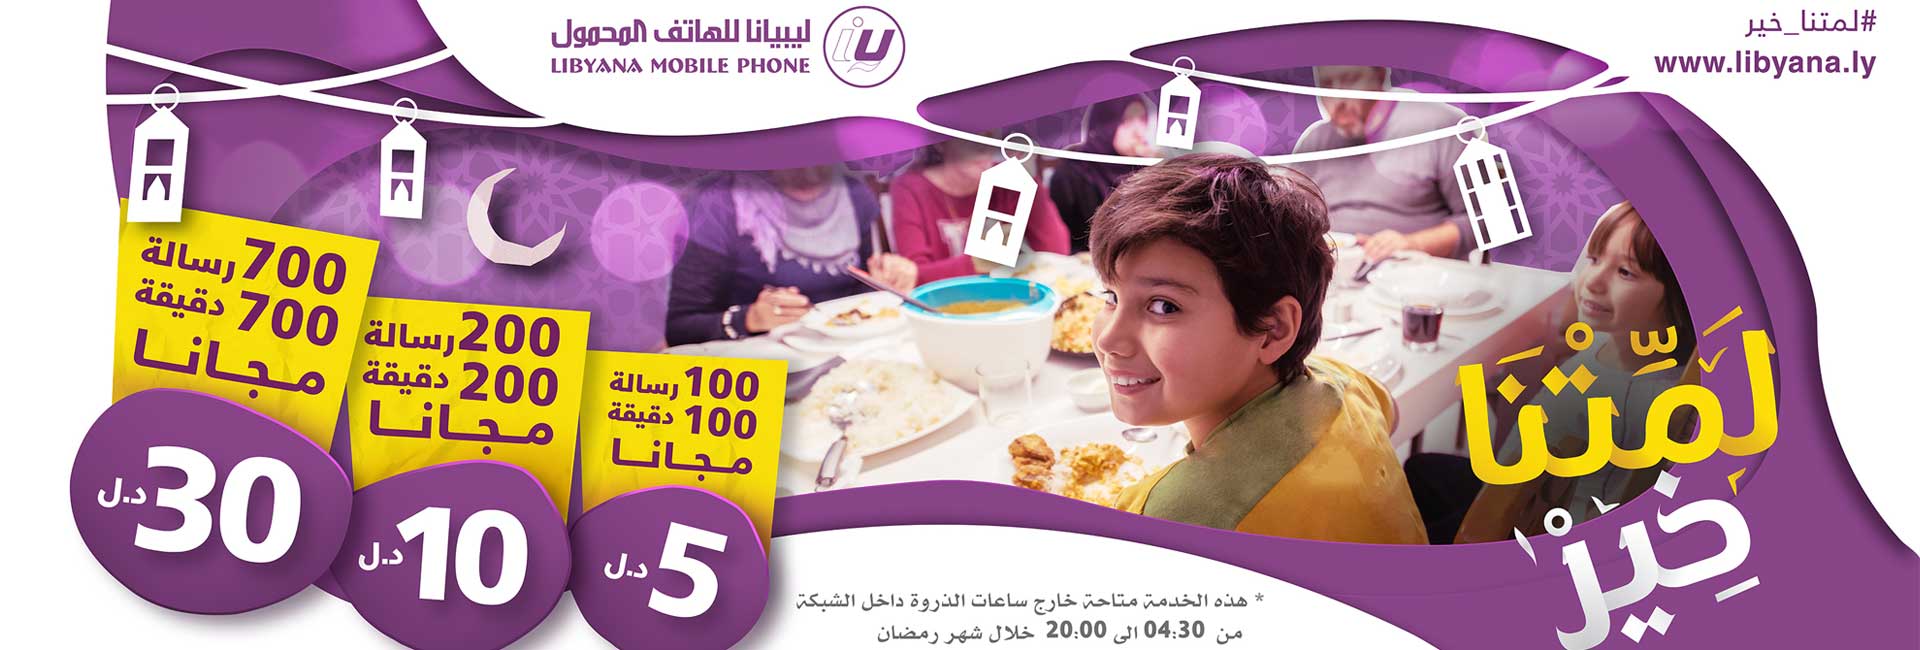 #لمتنا_خير
www.libyana.ly
ليبيانا للهاتف المحمول
LIBYANA MOBILE PHONE
iU
700 رسالة
700 دقيقة
مجانا
30 د.ل
200 رسالة
200 دقيقة
مجانا
10 د.ل
100 رسالة
100 دقيقة
مجانا
5 د.ل
لَمِّتْنَا
خِيرْ
* هذه الخدمة متاحة خارج ساعات الذروة داخل الشبكة
من 04:30 الى 20:00 خلال شهر رمضان